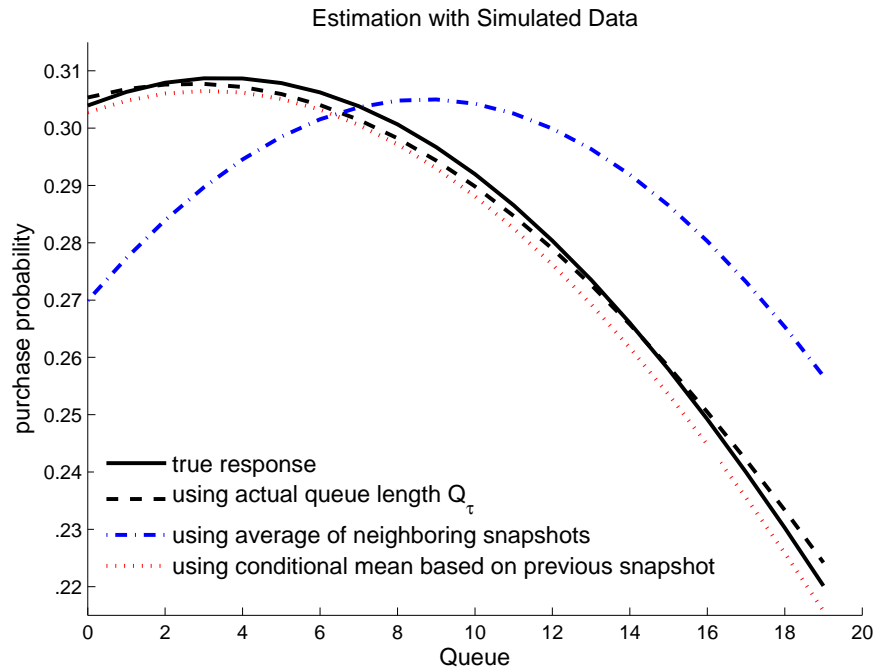 Estimation with Simulated Data
0.31
0.30
0.29
0.28
0.27
0.26
0.25
0.24
0.23
.22
purchase probability
true response
using actual queue length Q_τ
using average of neighboring snapshots
using conditional mean based on previous snapshot
0 2 4 6 8 10 12 14 16 18 20
Queue